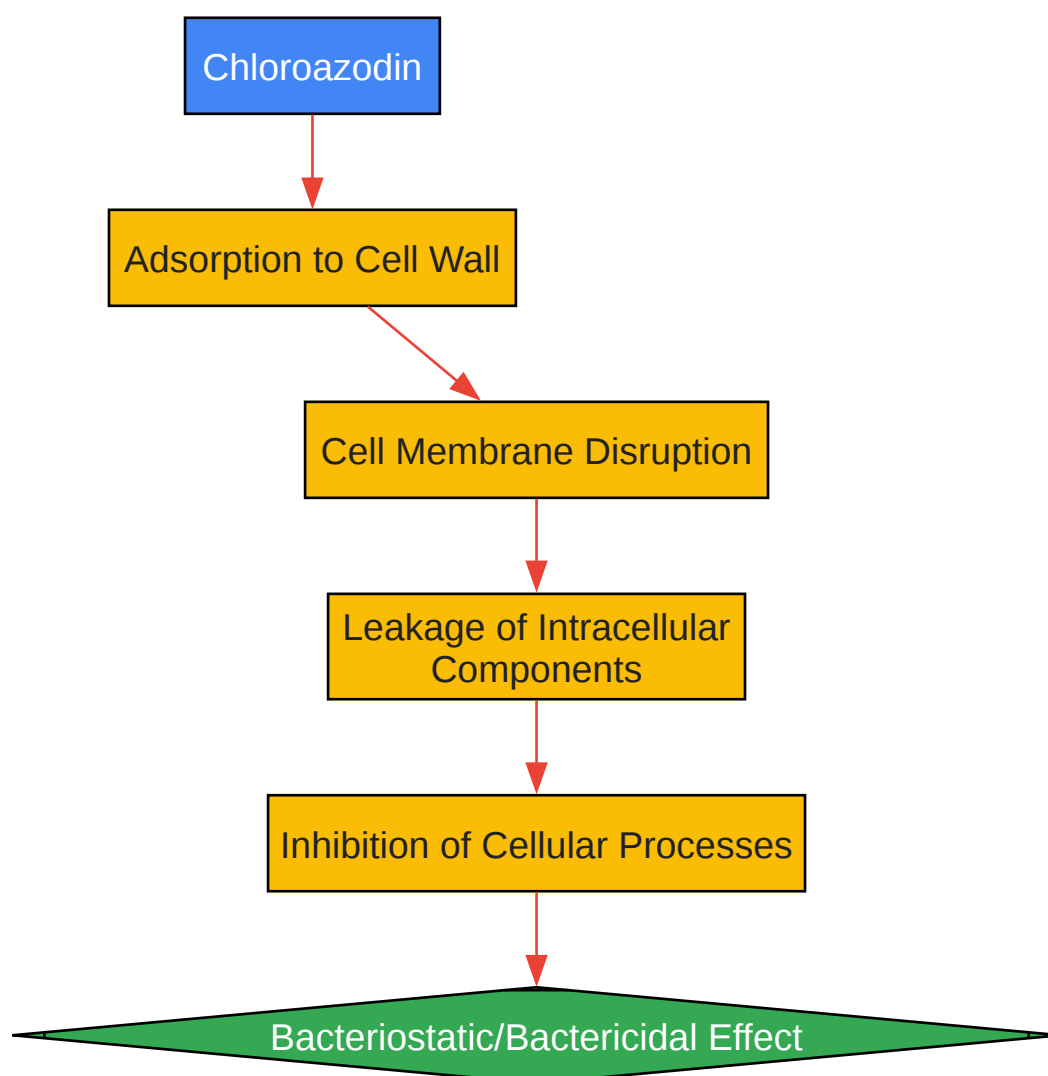 Chloroazodin
Adsorption to Cell Wall
Cell Membrane Disruption
Leakage of Intracellular
Components
Inhibition of Cellular Processes
Bacteriostatic/Bactericidal Effect